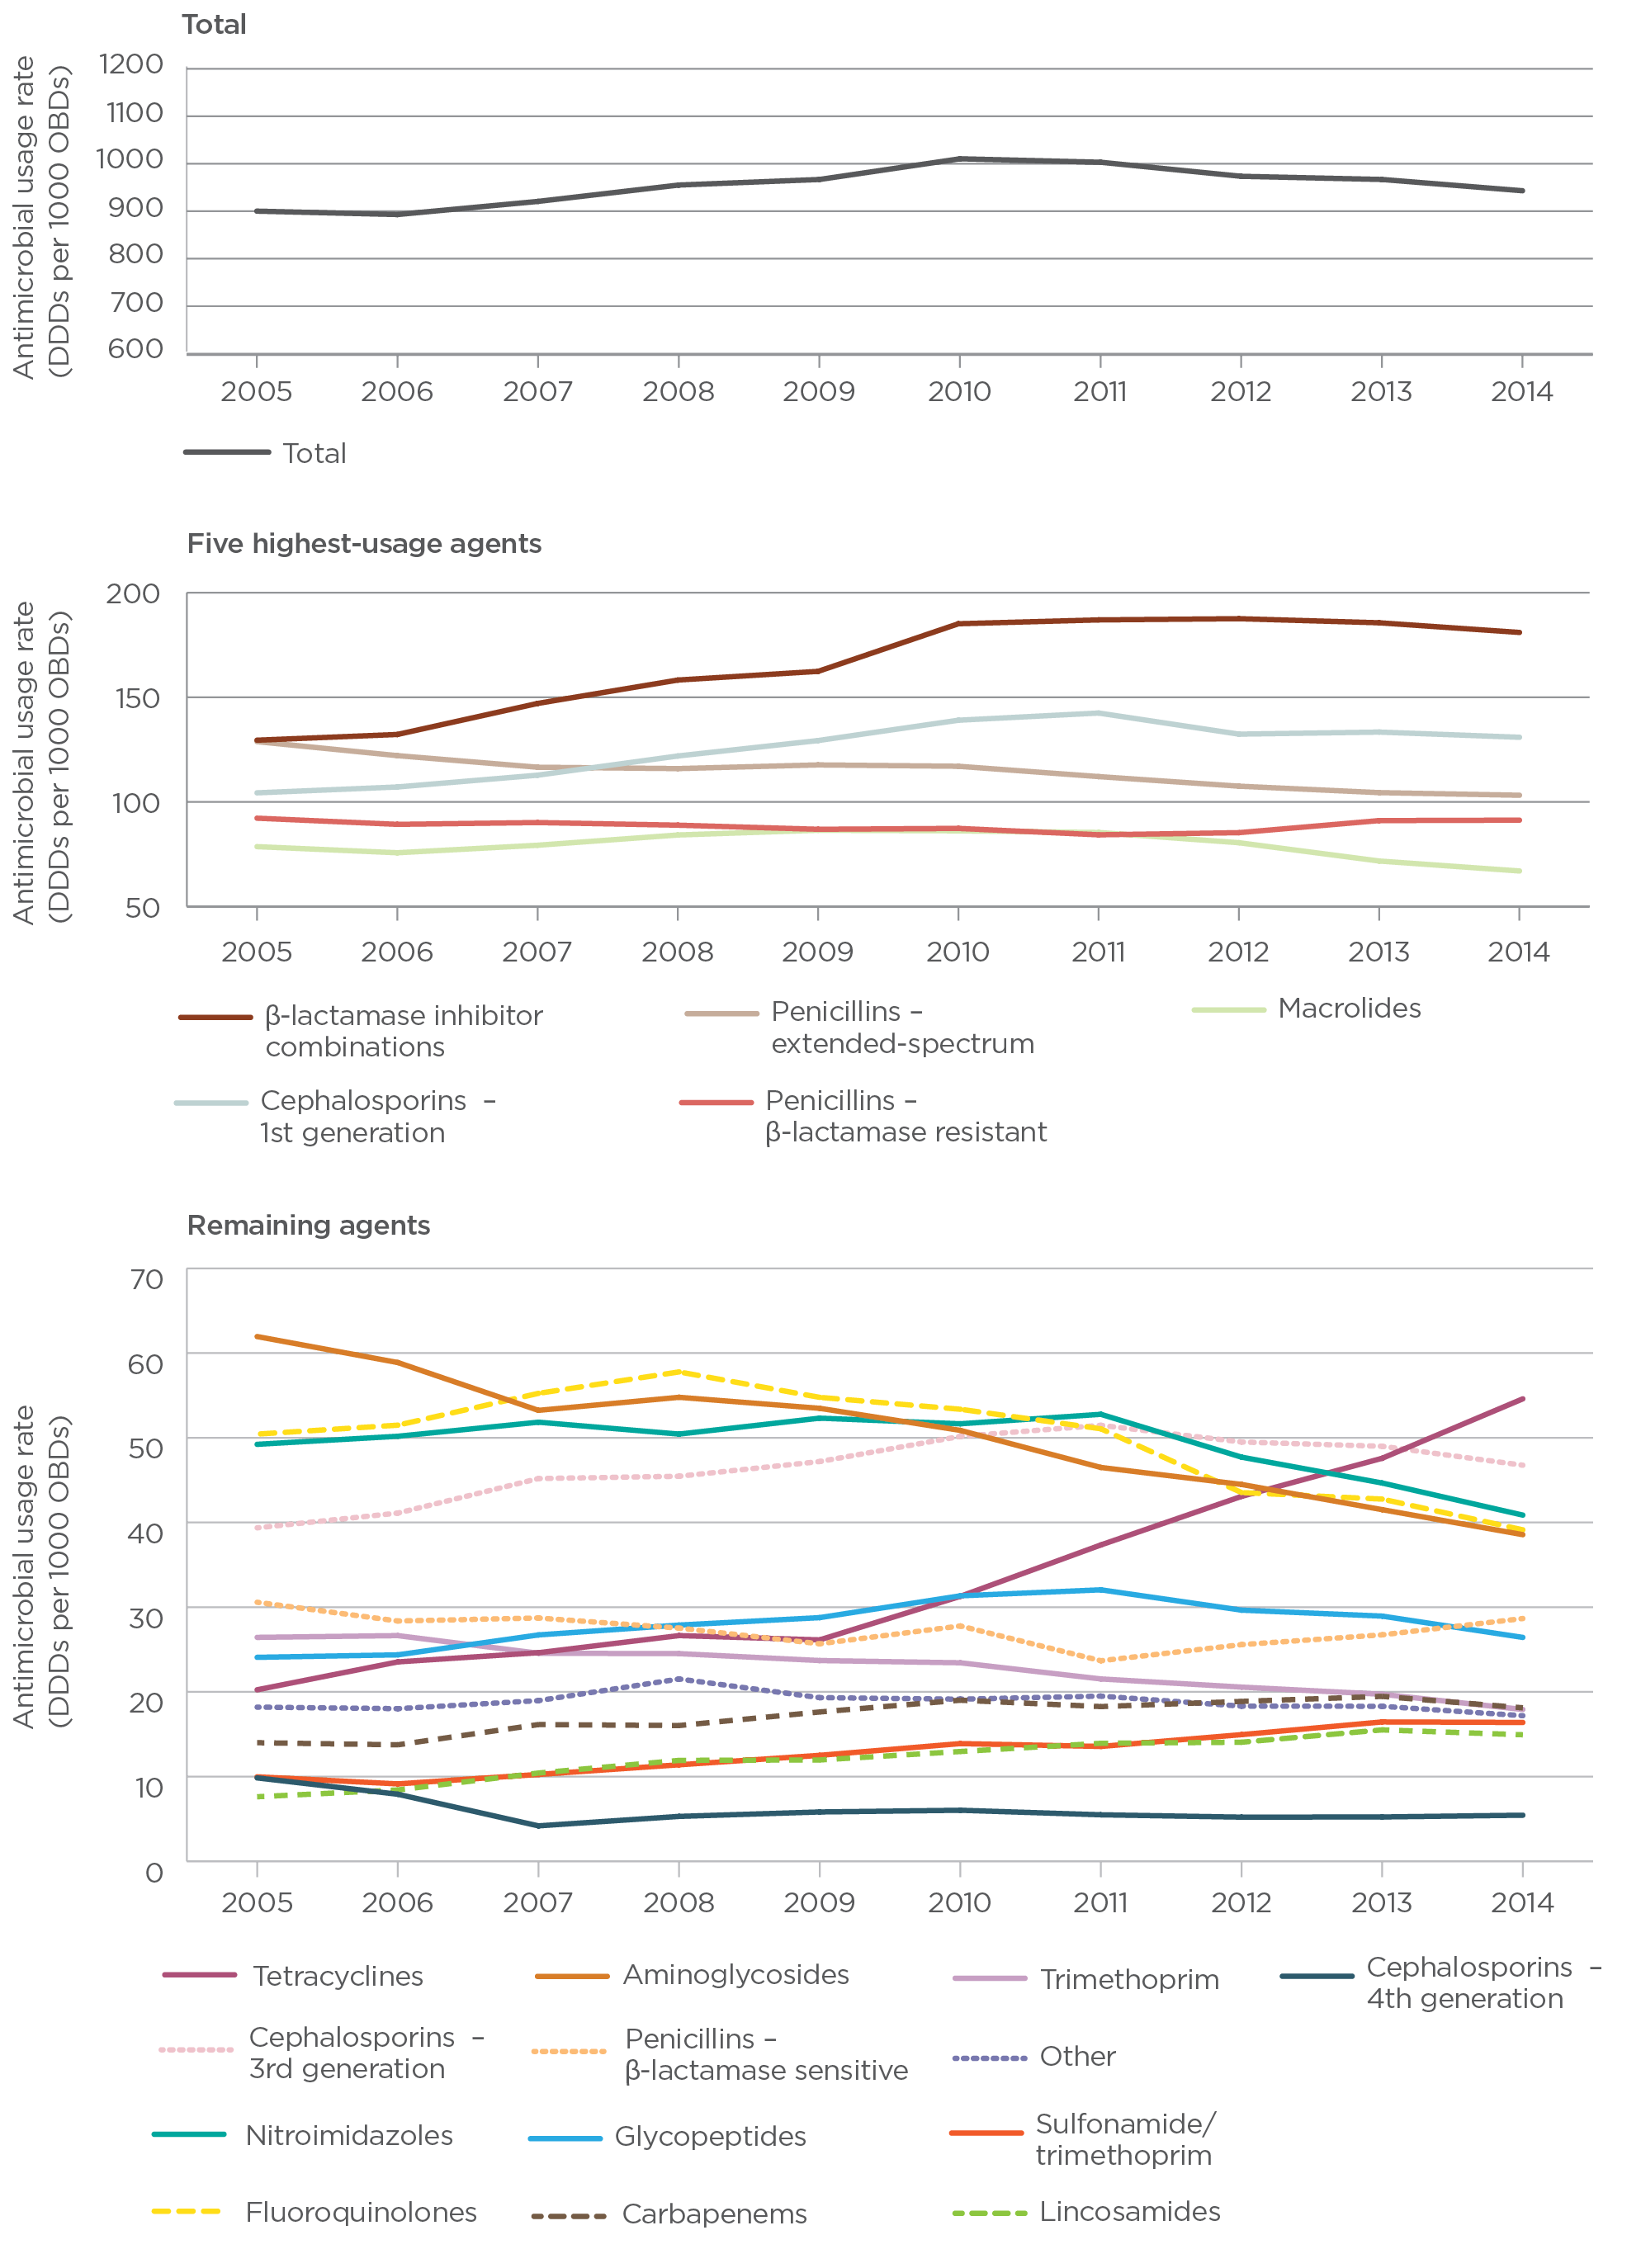 Total
Antimicrobial usage rate
(DDDs per 1000 OBDs)
1200
1100
1000
900
800
700
600
2005 2006 2007 2008 2009 2010 2011 2012 2013 2014
Total
Five highest-usage agents
Antimicrobial usage rate
(DDDs per 1000 OBDs)
200
150
100
50
2005 2006 2007 2008 2009 2010 2011 2012 2013 2014
β-lactamase inhibitor
combinations
Penicillins –
extended-spectrum
Macrolides
Cephalosporins –
1st generation
Penicillins –
β-lactamase resistant
Remaining agents
Antimicrobial usage rate
(DDDs per 1000 OBDs)
70
60
50
40
30
20
10
0
2005 2006 2007 2008 2009 2010 2011 2012 2013 2014
Tetracyclines
Aminoglycosides
Trimethoprim
Cephalosporins –
4th generation
Cephalosporins –
3rd generation
Penicillins –
β-lactamase sensitive
Other
Nitroimidazoles
Glycopeptides
Sulfonamide/
trimethoprim
Fluoroquinolones
Carbapenems
Lincosamides